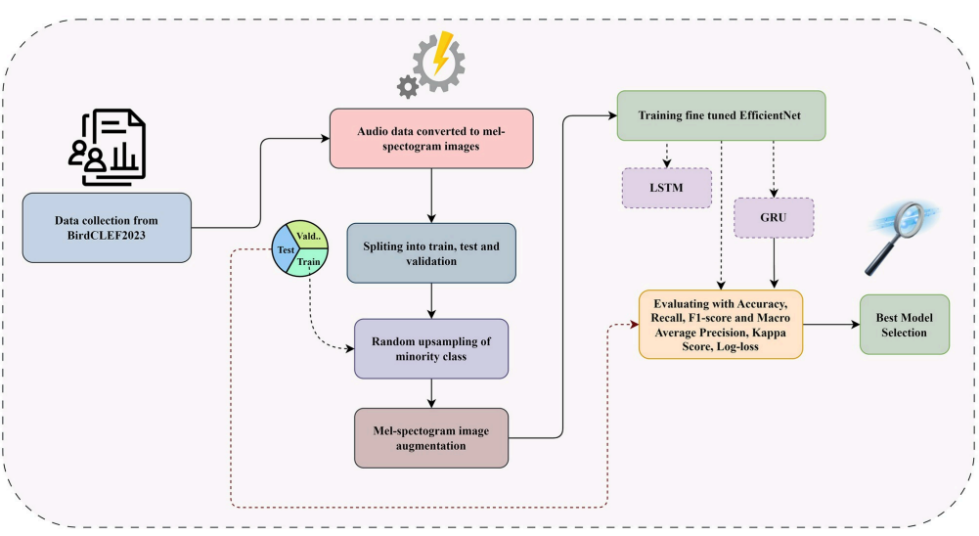 Data collection from
BirdCLEF2023
Audio data converted to mel-
spectrogram images
Spliting into train, test and
validation
Vald..
Test
Train
Random upsampling of
minority class
Mel-spectrogram image
augmentation
Training fine tuned EfficientNet
LSTM
GRU
Evaluating with Accuracy,
Recall, F1-score and Macro
Average Precision, Kappa
Score, Log-loss
Best Model
Selection